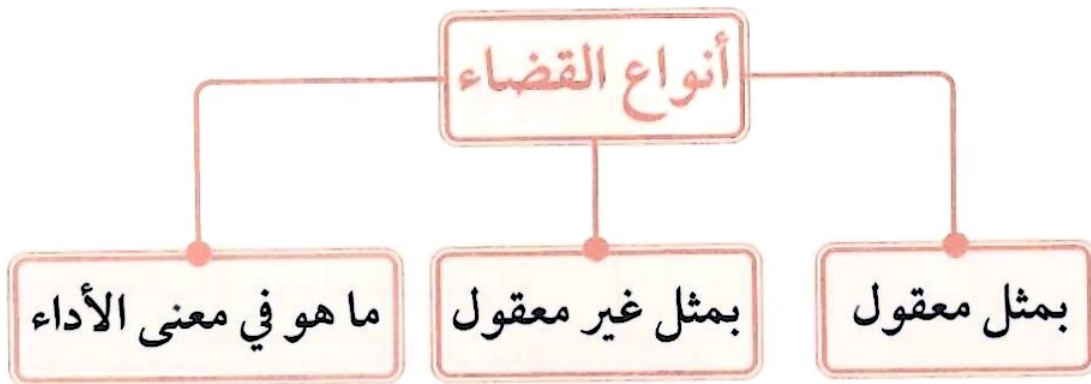 أنواع القضاء
بمثل معقول
بمثل غير معقول
ما هو في معنى الأداء